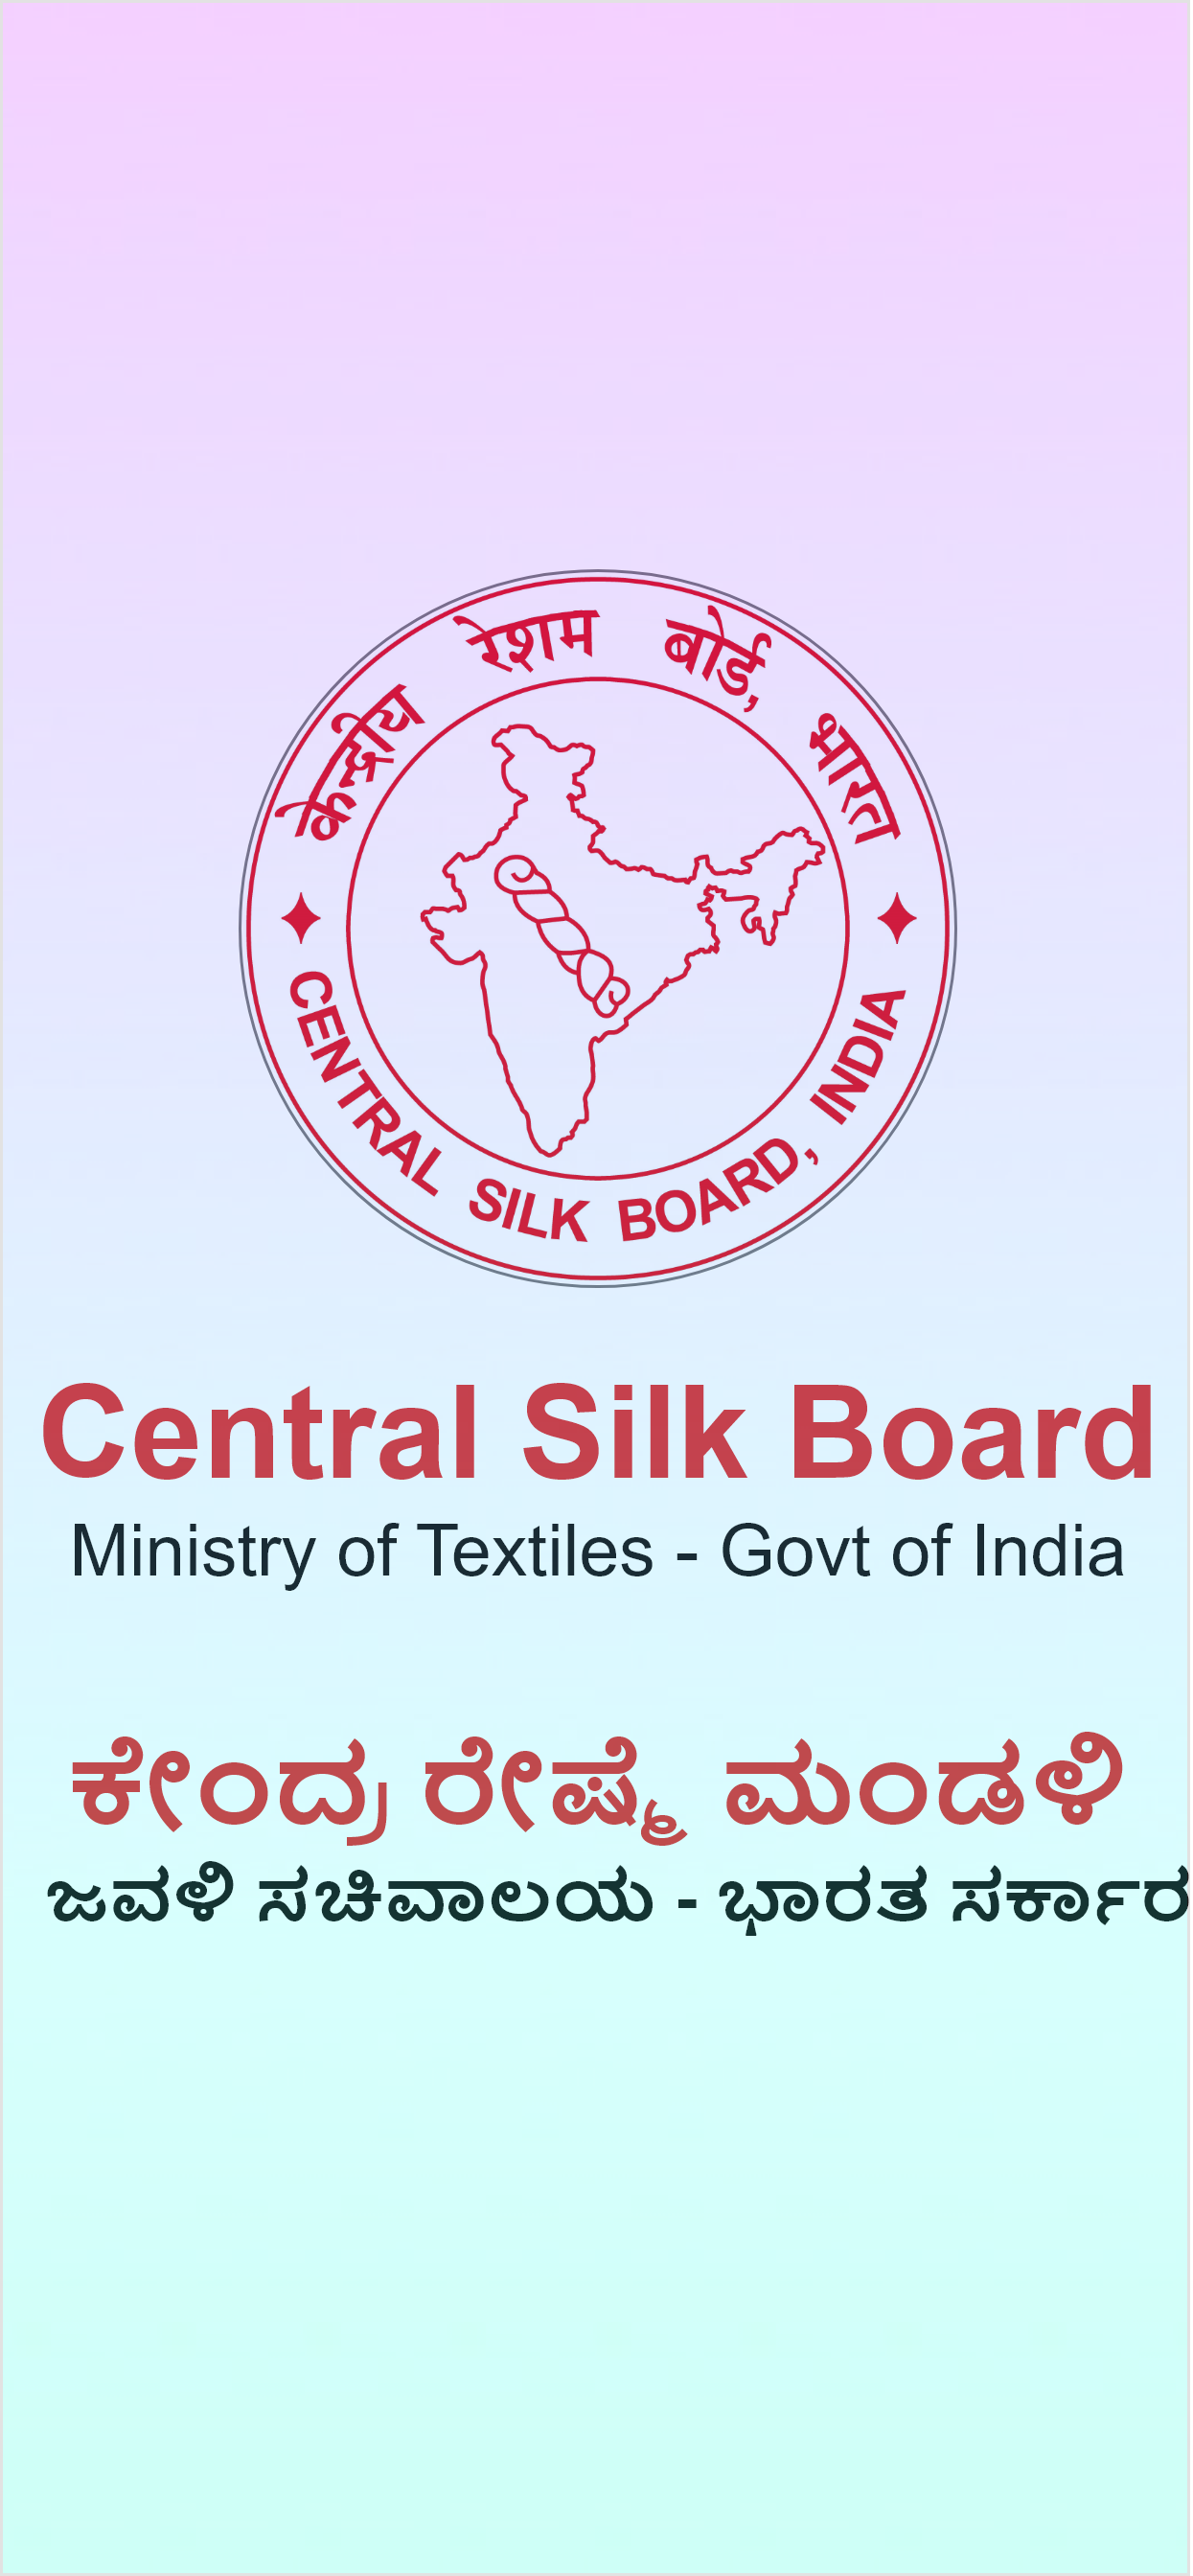 केन्द्रीय रेशम बोर्ड, भारत
CENTRAL SILK BOARD, INDIA
Central Silk Board
Ministry of Textiles - Govt of India
ಕೇಂದ್ರ ರೇಷ್ಮೆ ಮಂಡಳಿ
ಜವಳಿ ಸಚಿವಾಲಯ - ಭಾರತ ಸರ್ಕಾರ